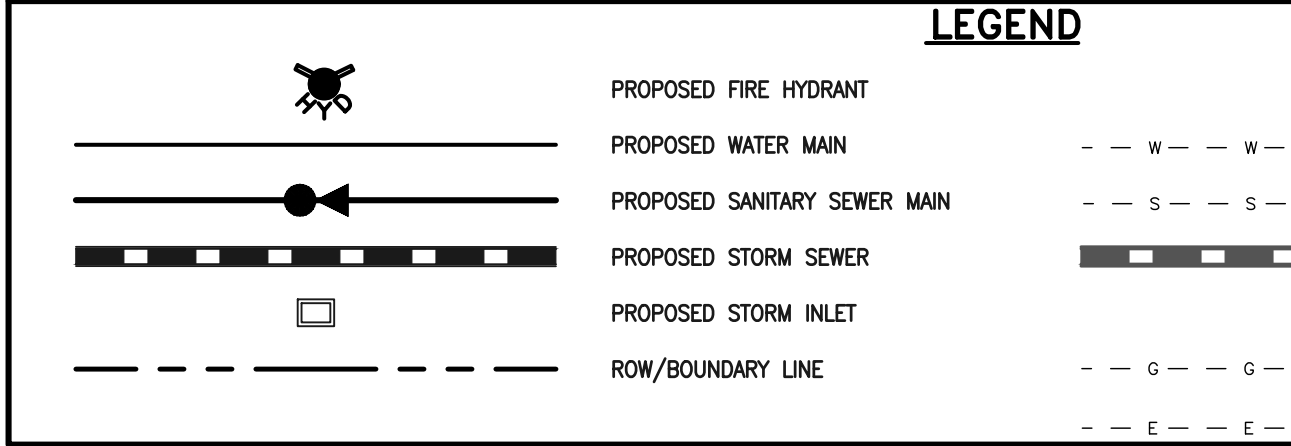 LEGEND
HYD
PROPOSED FIRE HYDRANT
PROPOSED WATER MAIN
W W
PROPOSED SANITARY SEWER MAIN
S S
PROPOSED STORM SEWER
PROPOSED STORM INLET
ROW/BOUNDARY LINE
G G
E E